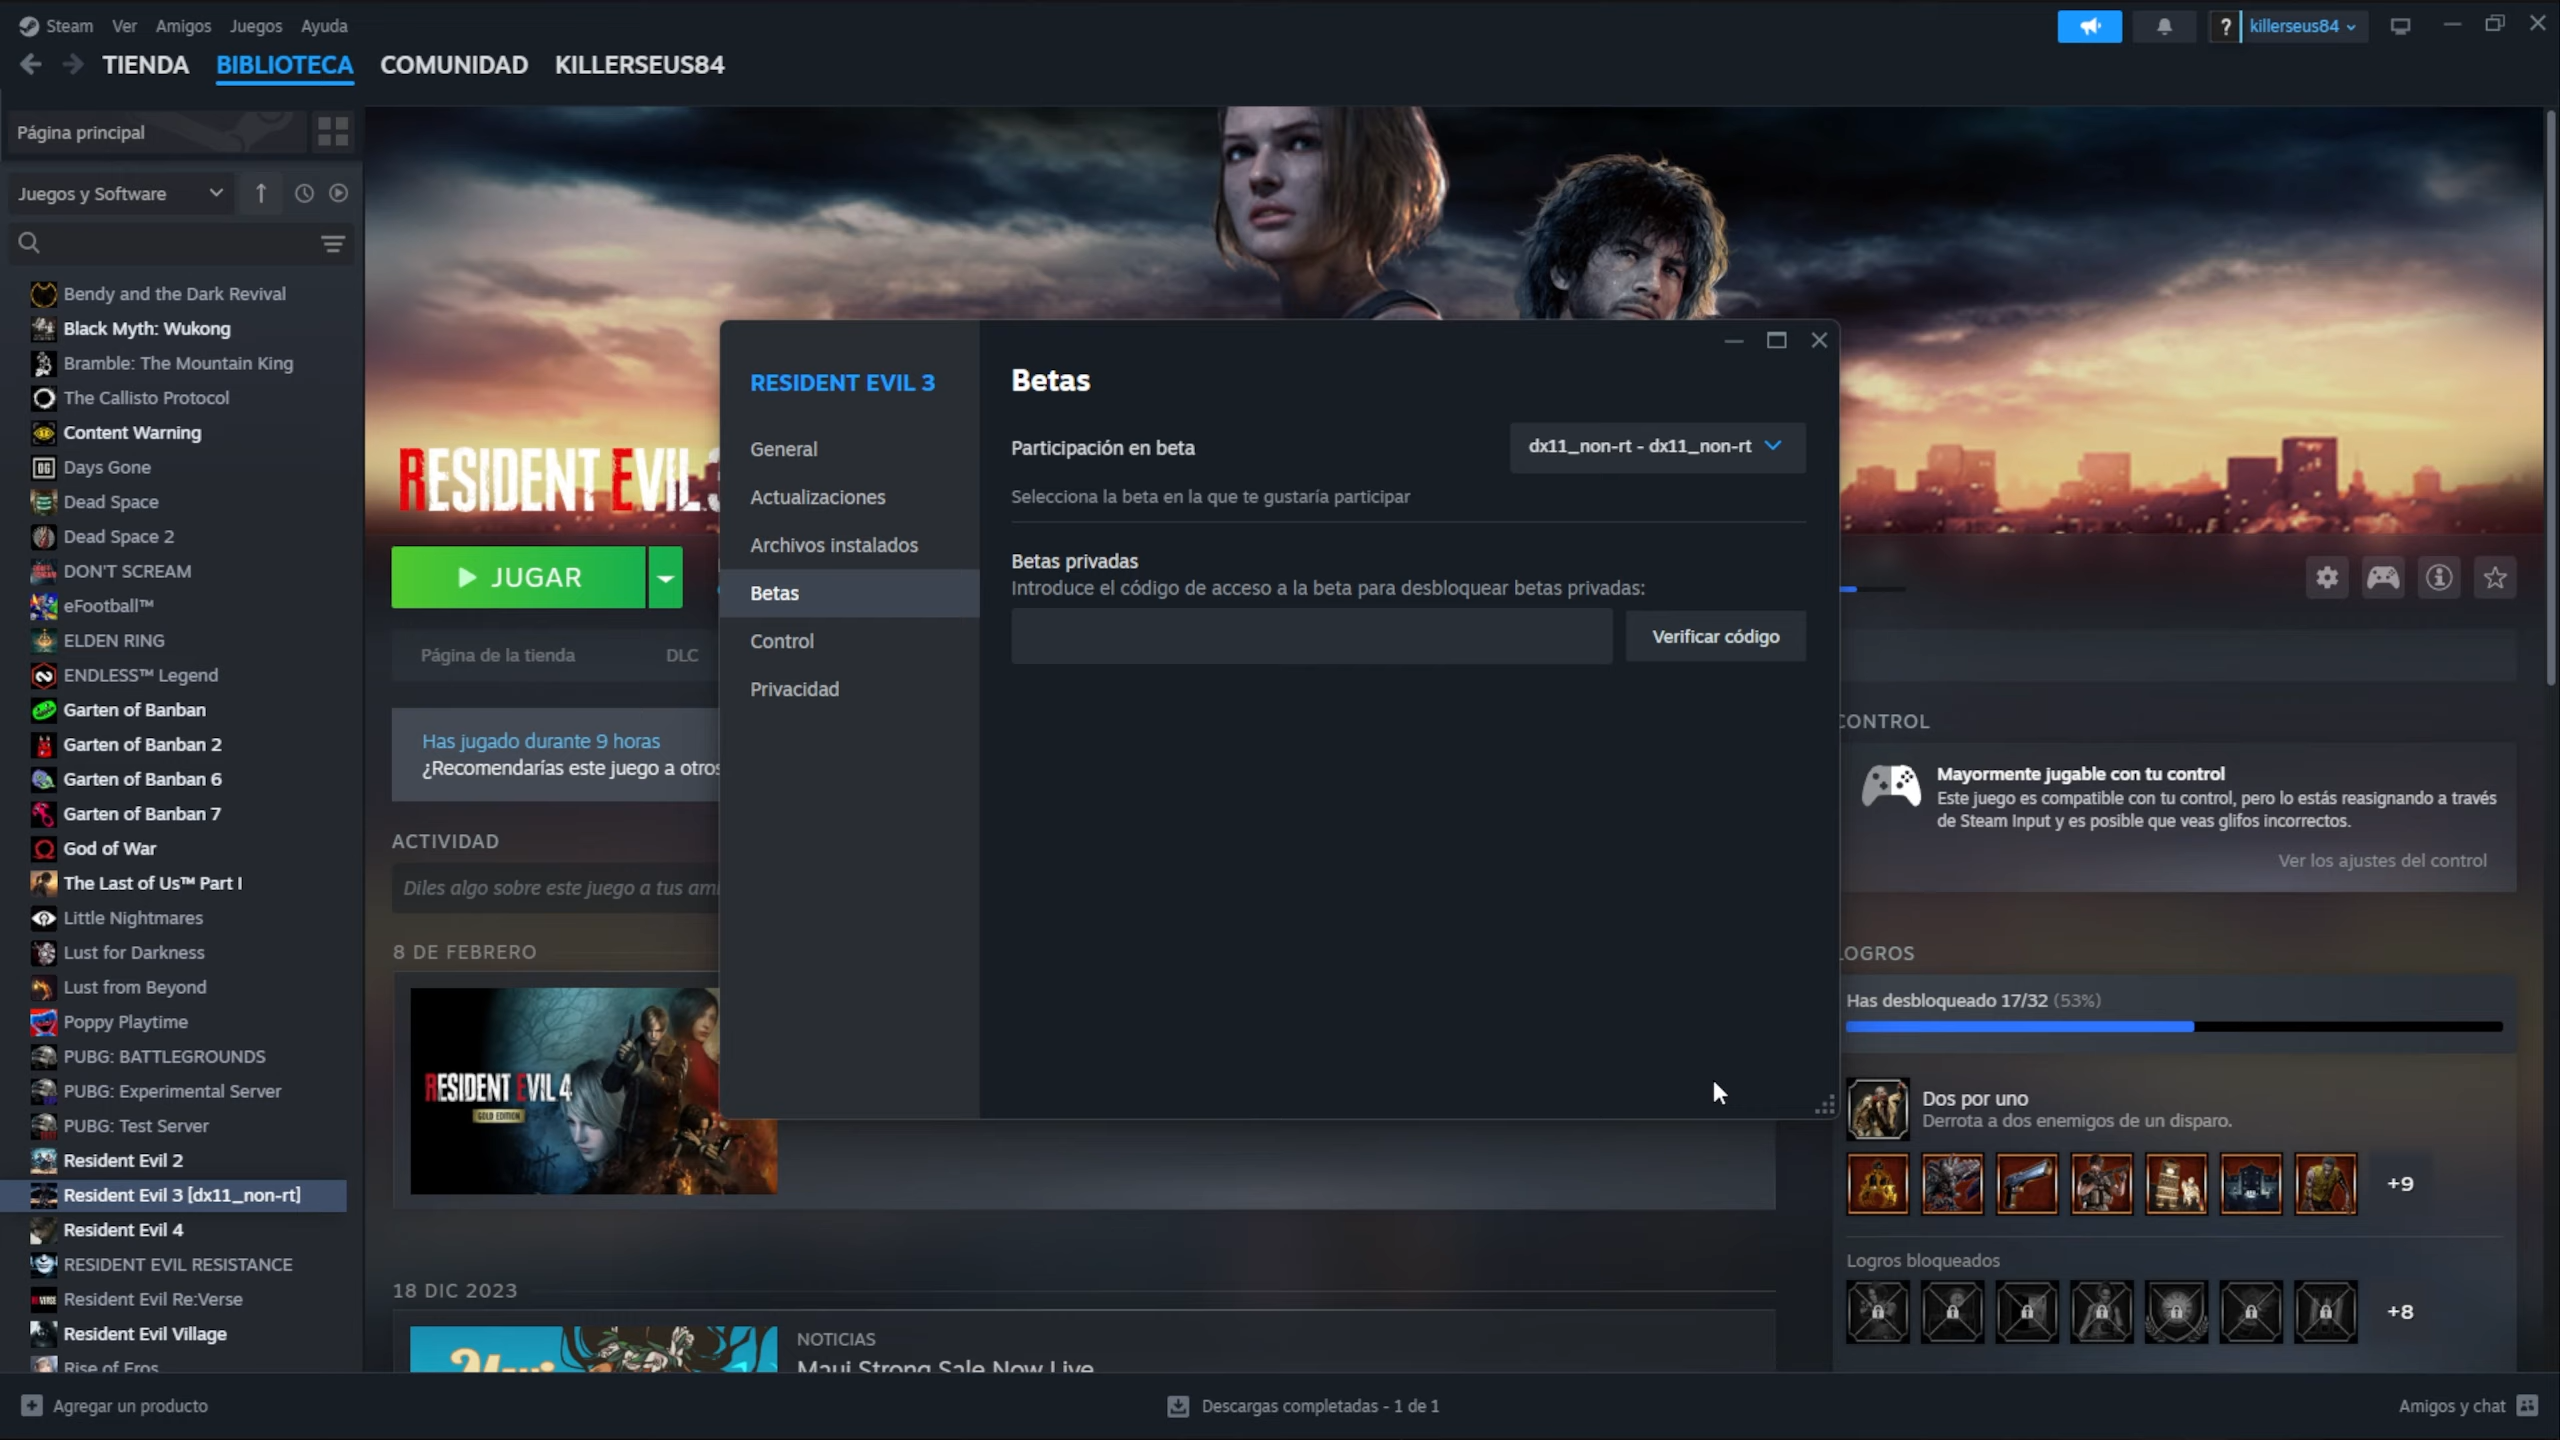 Steam Ver Amigos Juegos Ayuda
? killerseus84
TIENDA BIBLIOTECA COMUNIDAD KILLERSEUS84
Página principal
Juegos y Software
Bendy and the Dark Revival
Black Myth: Wukong
Bramble: The Mountain King
The Callisto Protocol
Content Warning
Days Gone
Dead Space
Dead Space 2
DON'T SCREAM
eFootball™
ELDEN RING
ENDLESS™ Legend
Garten of Banban
Garten of Banban 2
Garten of Banban 6
Garten of Banban 7
God of War
The Last of Us™ Part I
Little Nightmares
Lust for Darkness
Lust from Beyond
Poppy Playtime
PUBG: BATTLEGROUNDS
PUBG: Experimental Server
PUBG: Test Server
Resident Evil 2
Resident Evil 3 [dx11_non-rt]
Resident Evil 4
RESIDENT EVIL RESISTANCE
Resident Evil Re:Verse
Resident Evil Village
Rise of Eros
RESIDENT EVIL 3
JUGAR
Página de la tienda DLC
Has jugado durante 9 horas
¿Recomendarías este juego a otros
ACTIVIDAD
Diles algo sobre este juego a tus ami
8 DE FEBRERO
RESIDENT EVIL 4
GOLD EDITION
18 DIC 2023
Maui
NOTICIAS
Maui Strong Sale Now Live
RESIDENT EVIL 3
General
Actualizaciones
Archivos instalados
Betas
Control
Privacidad
Betas
Participación en beta
dx11_non-rt - dx11_non-rt
Selecciona la beta en la que te gustaría participar
Betas privadas
Introduce el código de acceso a la beta para desbloquear betas privadas:
Verificar código
CONTROL
Mayormente jugable con tu control
Este juego es compatible con tu control, pero lo estás reasignando a través
de Steam Input y es posible que veas glifos incorrectos.
Ver los ajustes del control
LOGROS
Has desbloqueado 17/32 (53%)
Dos por uno
Derrota a dos enemigos de un disparo.
+9
Logros bloqueados
+8
Agregar un producto
Descargas completadas - 1 de 1
Amigos y chat